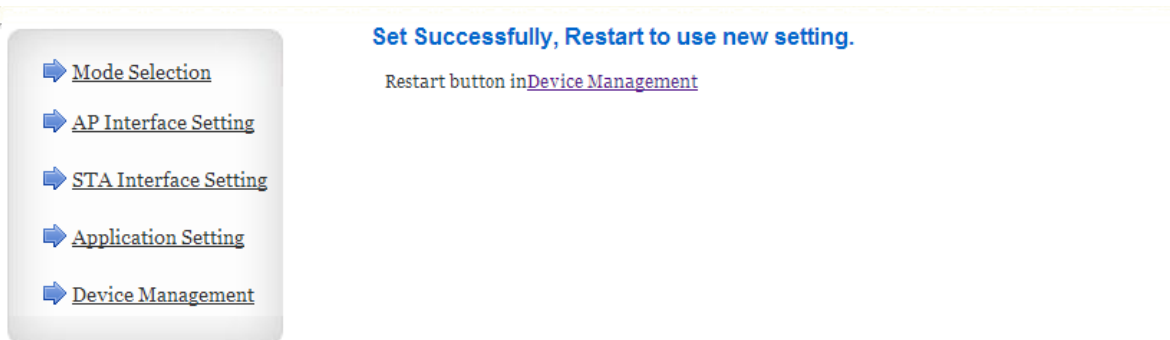 Mode Selection
AP Interface Setting
STA Interface Setting
Application Setting
Device Management
Set Successfully, Restart to use new setting.
Restart button inDevice Management